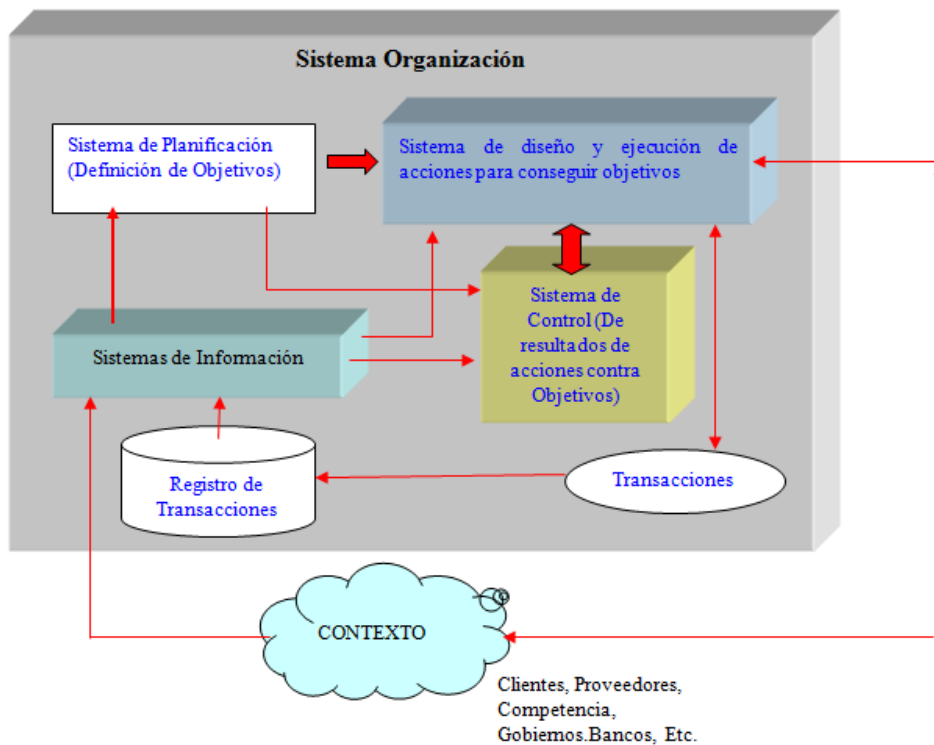 Sistema Organización
Sistema de Planificación
(Definición de Objetivos)
Sistema de diseño y ejecución de
acciones para conseguir objetivos
Sistema de
Control (De
resultados de
acciones contra
Objetivos)
Sistemas de Información
Registro de
Transacciones
Transacciones
CONTEXTO
Clientes, Proveedores,
Competencia,
Gobiernos.Bancos, Etc.